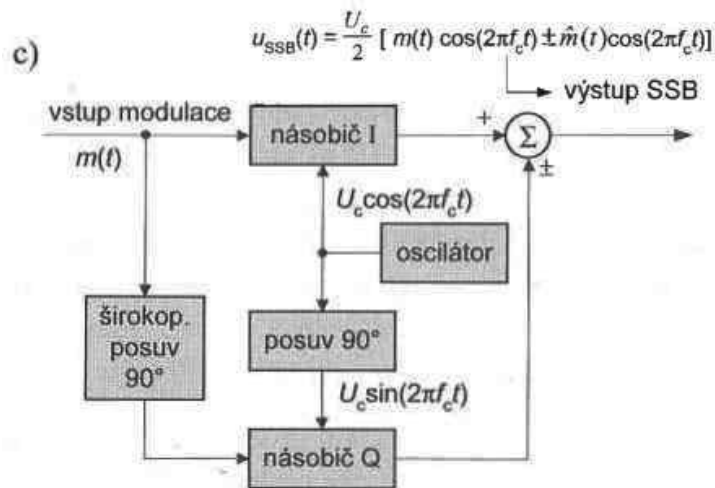 u_SSB(t) = U_c/2 [ m(t) cos(2πf_ct) ± m̂(t)cos(2πf_ct)]
c)
výstup SSB
vstup modulace
m(t)
násobič I
+
Σ
±
U_ccos(2πf_ct)
oscilátor
širokop.
posuv
90°
posuv 90°
U_csin(2πf_ct)
násobič Q